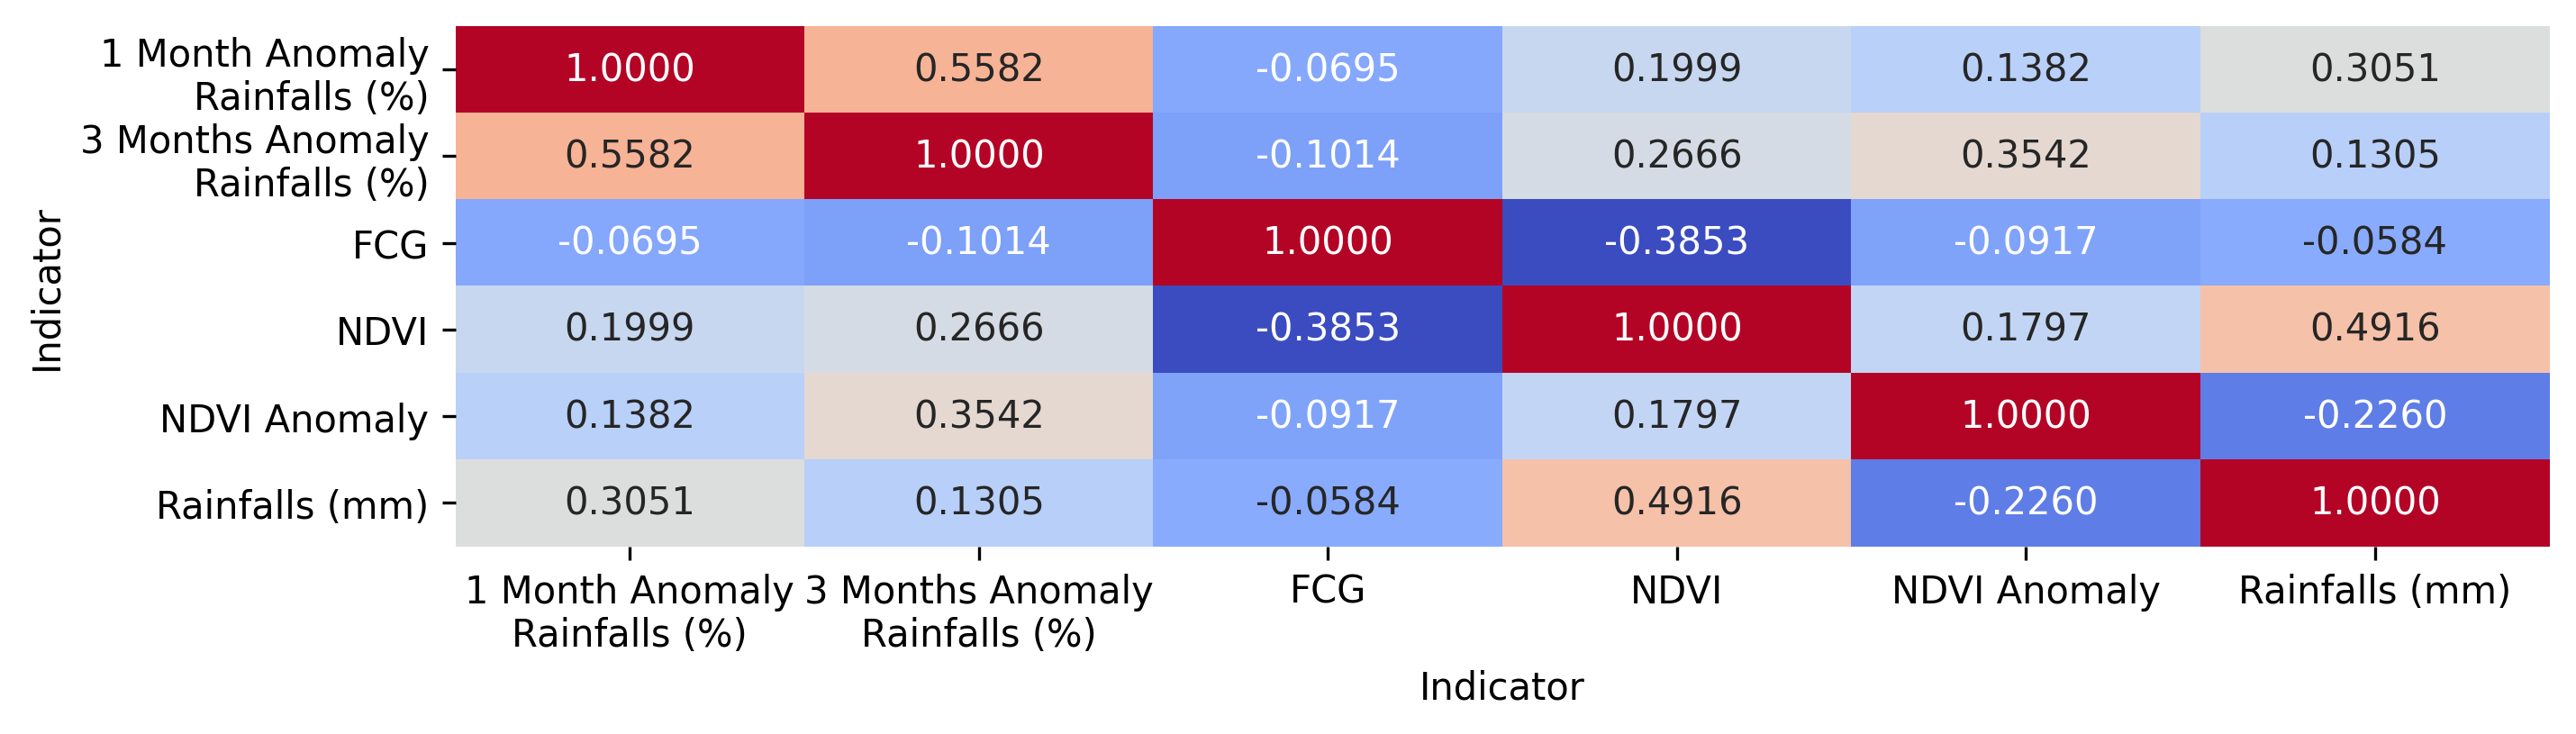 1 Month Anomaly
Rainfalls (%)
1.0000 0.5582 -0.0695 0.1999 0.1382 0.3051
3 Months Anomaly
Rainfalls (%)
0.5582 1.0000 -0.1014 0.2666 0.3542 0.1305
FCG -0.0695 -0.1014 1.0000 -0.3853 -0.0917 -0.0584
Indicator
NDVI 0.1999 0.2666 -0.3853 1.0000 0.1797 0.4916
NDVI Anomaly 0.1382 0.3542 -0.0917 0.1797 1.0000 -0.2260
Rainfalls (mm) 0.3051 0.1305 -0.0584 0.4916 -0.2260 1.0000
1 Month Anomaly 3 Months Anomaly FCG NDVI NDVI Anomaly Rainfalls (mm)
Rainfalls (%) Rainfalls (%)
Indicator